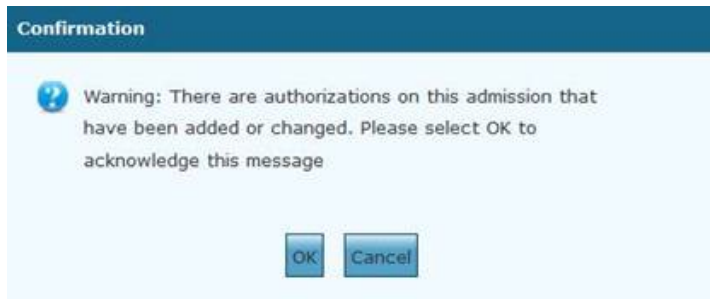 Confirmation
Warning: There are authorizations on this admission that
have been added or changed. Please select OK to
acknowledge this message
OK Cancel